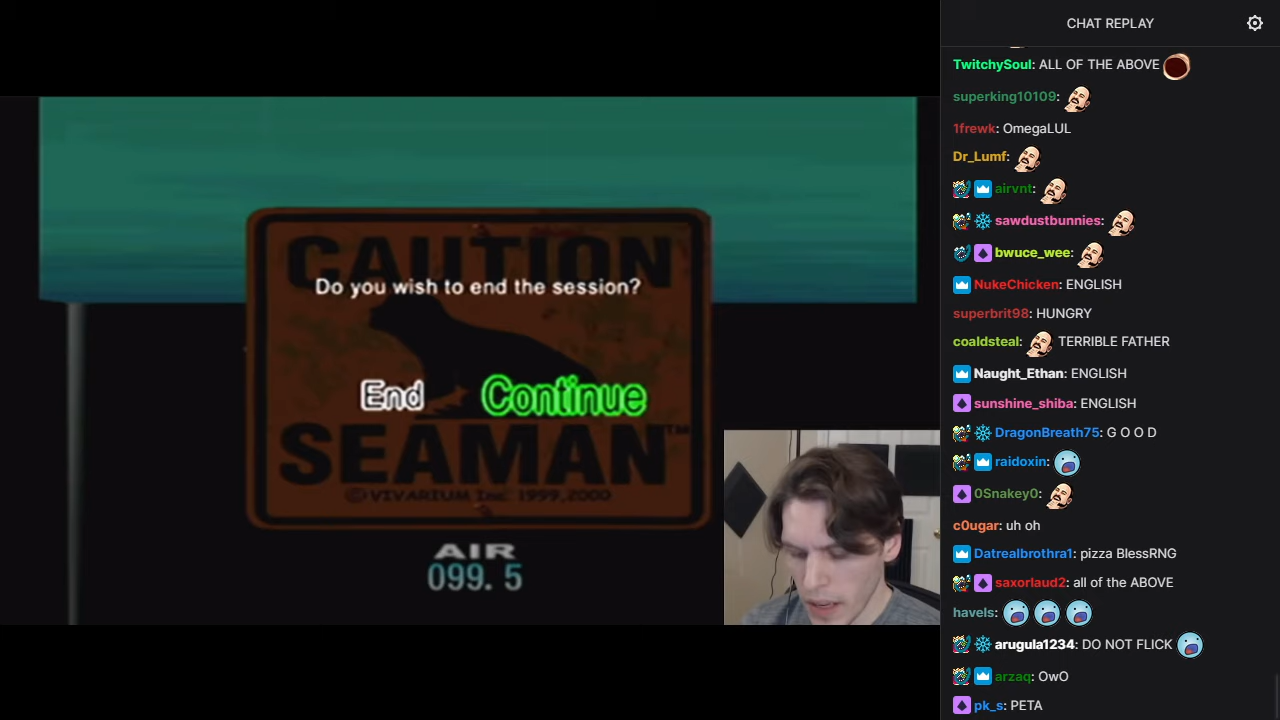 CHAT REPLAY
TwitchySoul: ALL OF THE ABOVE
superking10109:
1frewk: OmegaLUL
Dr_Lumf:
airvnt:
sawdustbunnies:
bwuce_wee:
NukeChicken: ENGLISH
superbrit98: HUNGRY
coaldsteal: TERRIBLE FATHER
Naught_Ethan: ENGLISH
sunshine_shiba: ENGLISH
DragonBreath75: G O O D
raidoxin:
0Snakey0:
c0ugar: uh oh
Datrealbrothra1: pizza BlessRNG
saxorlaud2: all of the ABOVE
havels:
arugula1234: DO NOT FLICK
arzaq: OwO
pk_s: PETA
CAUTION
Do you wish to end the session?
End Continue
SEAMAN™
© VIVARIUM Inc. 1999,2000
AIR
099. 5